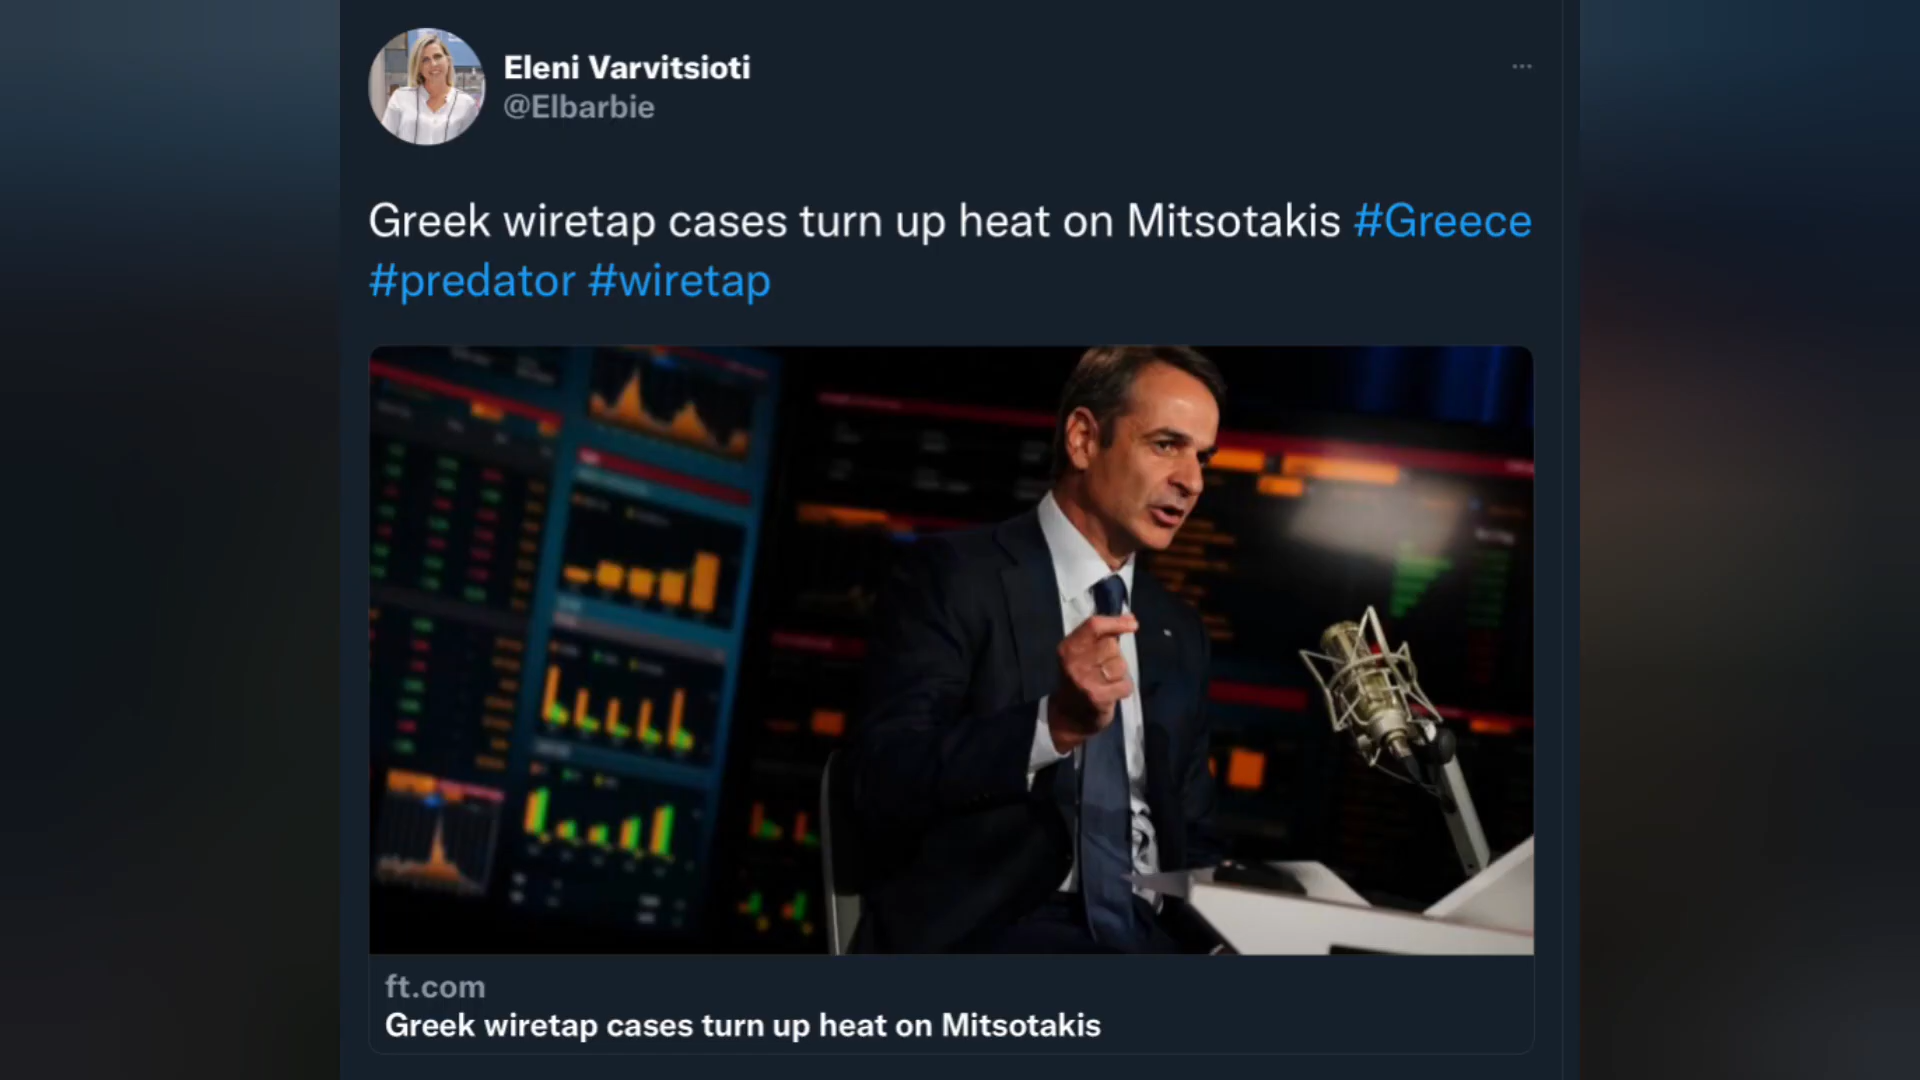 Eleni Varvitsioti
@Elbarbie
Greek wiretap cases turn up heat on Mitsotakis #Greece
#predator #wiretap
ft.com
Greek wiretap cases turn up heat on Mitsotakis